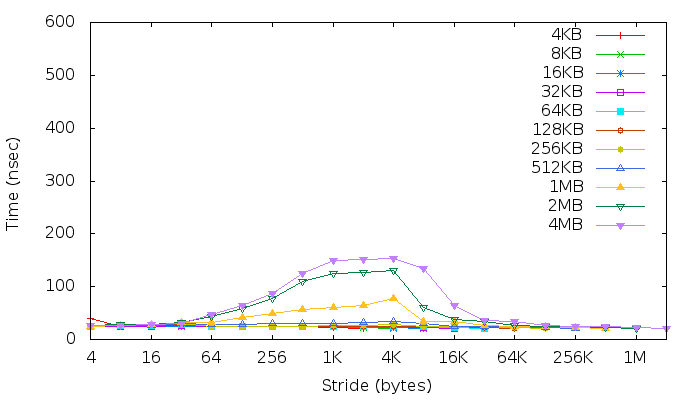 600
500
400
300
200
100
0
Time (nsec)
4KB
8KB
16KB
32KB
64KB
128KB
256KB
512KB
1MB
2MB
4MB
4 16 64 256 1K 4K 16K 64K 256K 1M
Stride (bytes)